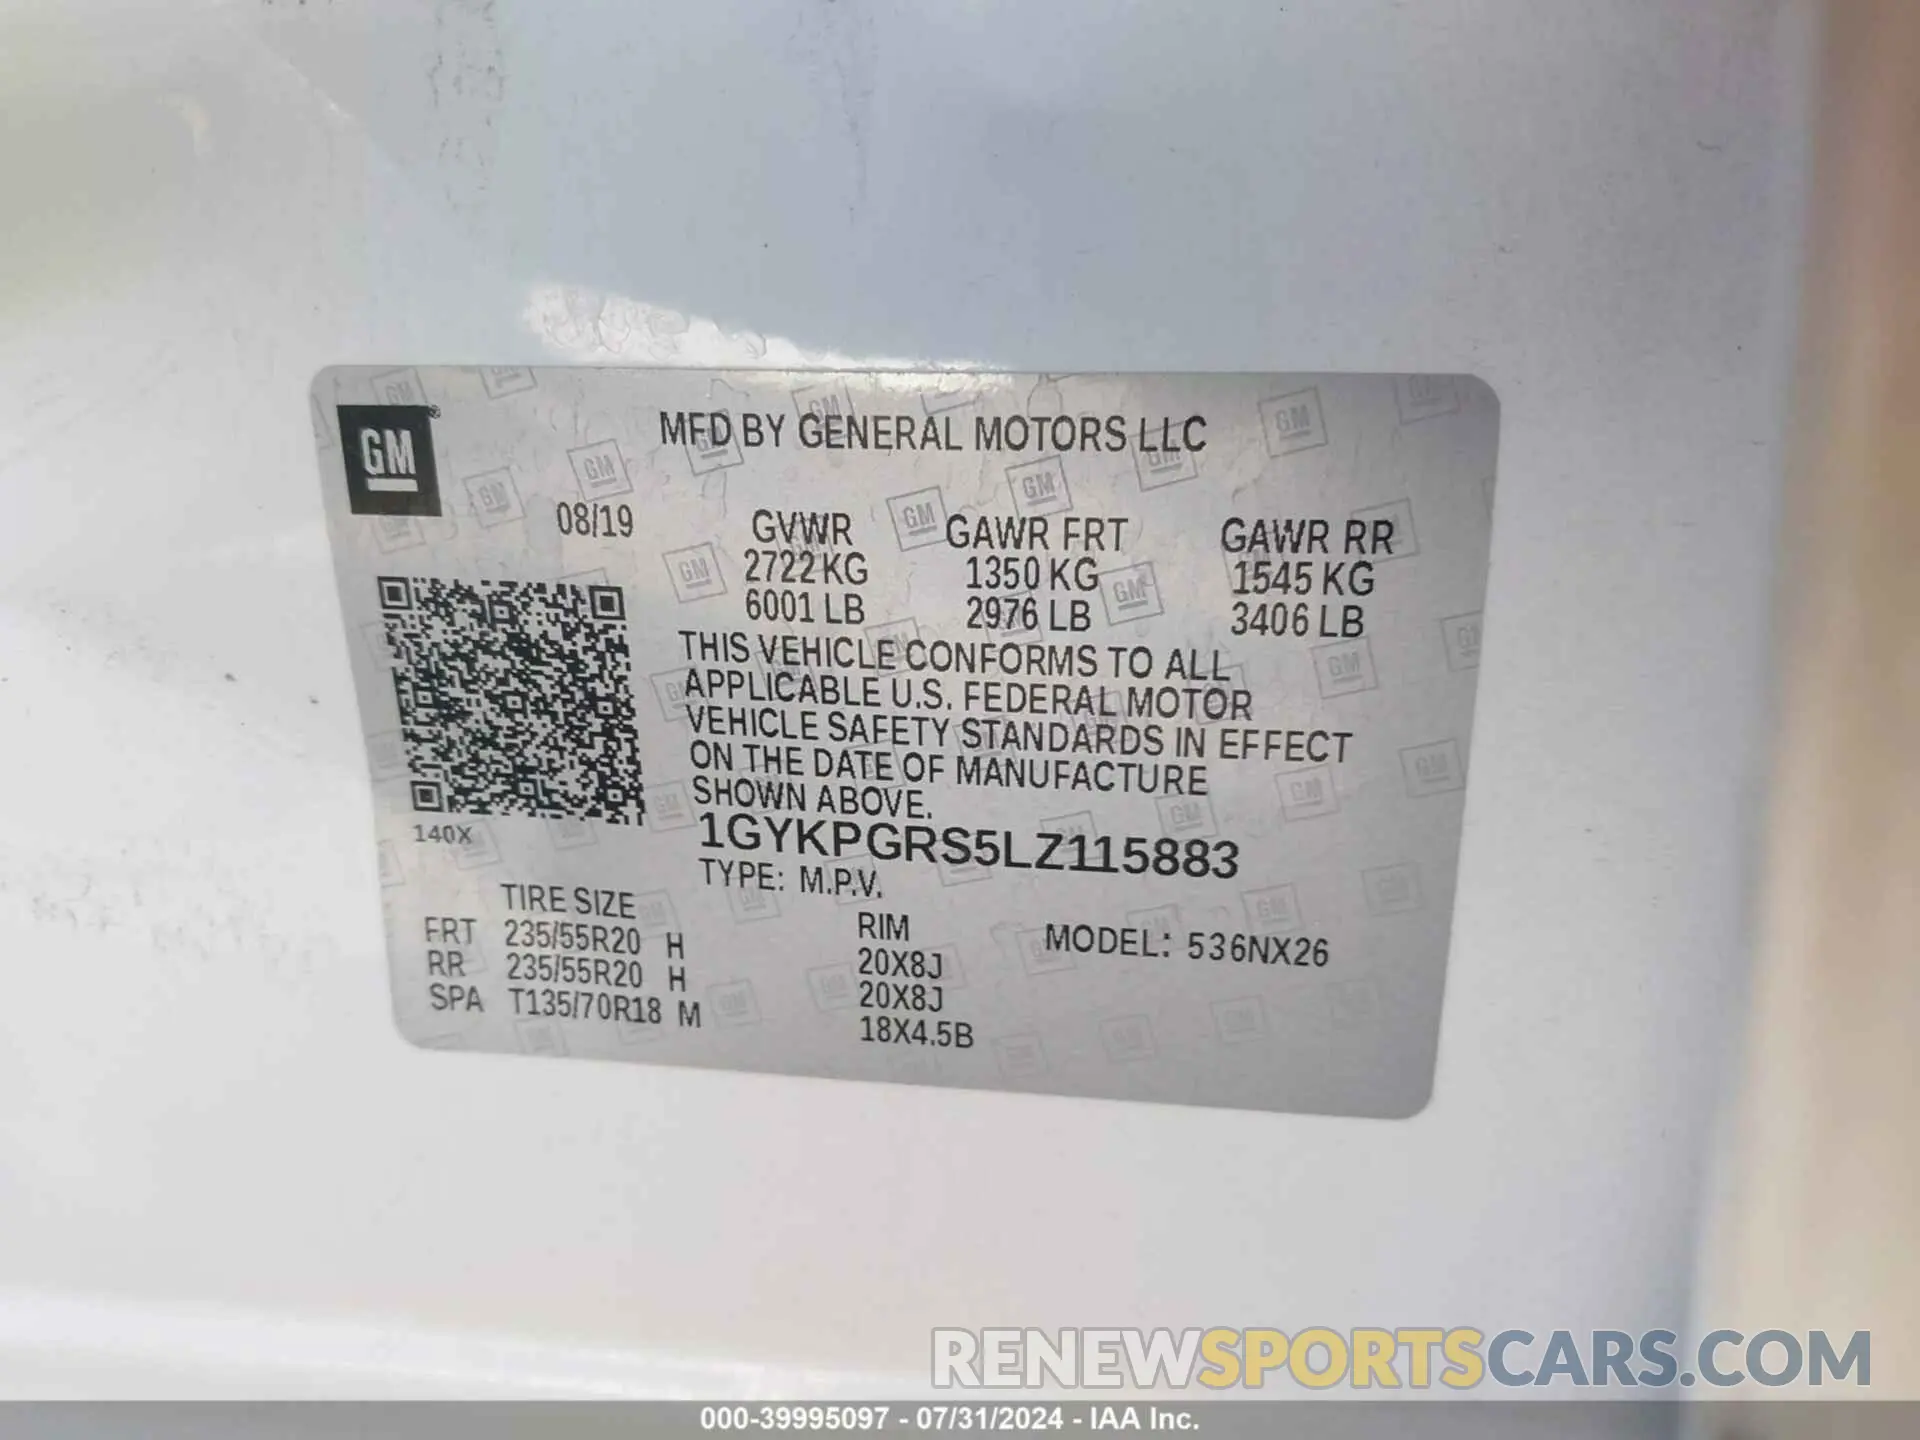 GM®
MFD BY GENERAL MOTORS LLC
08/19 GVWR GAWR FRT GAWR RR
2722 KG 1350 KG 1545 KG
6001 LB 2976 LB 3406 LB
THIS VEHICLE CONFORMS TO ALL
APPLICABLE U.S. FEDERAL MOTOR
VEHICLE SAFETY STANDARDS IN EFFECT
ON THE DATE OF MANUFACTURE
SHOWN ABOVE.
140X
1GYKPGRS5LZ115883
TYPE: M.P.V.
TIRE SIZE RIM
FRT 235/55R20 H 20X8J
RR 235/55R20 H 20X8J
SPA T135/70R18 M 18X4.5B
MODEL: 536NX26
RENEWSPORTSCARS.COM
000-39995097 - 07/31/2024 - IAA Inc.